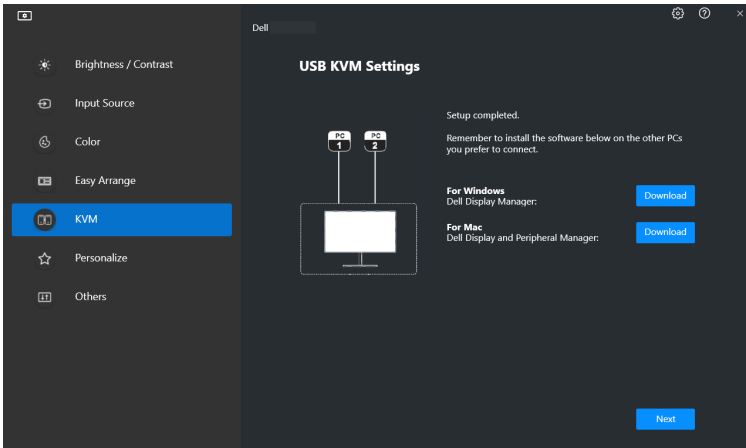 Dell
Brightness / Contrast
Input Source
Color
Easy Arrange
KVM
Personalize
Others
USB KVM Settings
PC
1
PC
2
Setup completed.
Remember to install the software below on the other PCs
you prefer to connect.
For Windows
Dell Display Manager:
Download
For Mac
Dell Display and Peripheral Manager:
Download
Next